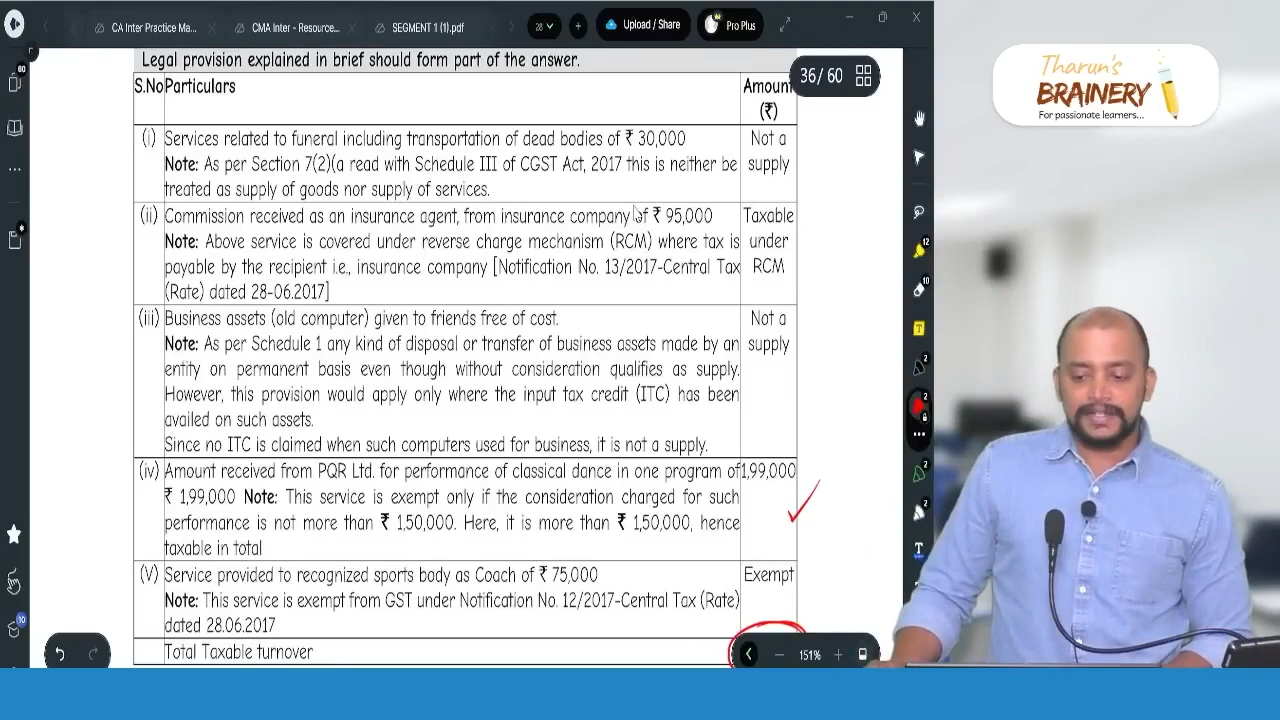 CA Inter Practice Ma...
CMA Inter - Resource...
SEGMENT 1 (1).pdf
28
Upload / Share
Pro Plus
Legal provision explained in brief should form part of the answer.
36/60
S.No Particulars Amount (₹)
(i) Services related to funeral including transportation of dead bodies of ₹ 30,000 Not a
Note: As per Section 7(2)(a read with Schedule III of CGST Act, 2017 this is neither be supply
treated as supply of goods nor supply of services.
(ii) Commission received as an insurance agent, from insurance company of ₹ 95,000 Taxable
Note: Above service is covered under reverse charge mechanism (RCM) where tax is under
payable by the recipient i.e., insurance company [Notification No. 13/2017-Central Tax RCM
(Rate) dated 28-06.2017]
(iii) Business assets (old computer) given to friends free of cost. Not a
Note: As per Schedule 1 any kind of disposal or transfer of business assets made by an supply
entity on permanent basis even though without consideration qualifies as supply.
However, this provision would apply only where the input tax credit (ITC) has been
availed on such assets.
Since no ITC is claimed when such computers used for business, it is not a supply.
(iv) Amount received from PQR Ltd. for performance of classical dance in one program of 1,99,000
₹ 1,99,000 Note: This service is exempt only if the consideration charged for such
performance is not more than ₹ 1,50,000. Here, it is more than ₹ 1,50,000, hence
taxable in total
(V) Service provided to recognized sports body as Coach of ₹ 75,000 Exempt
Note: This service is exempt from GST under Notification No. 12/2017-Central Tax (Rate)
dated 28.06.2017
Total Taxable turnover
151%
Tharun's
BRAINERY
For passionate learners...